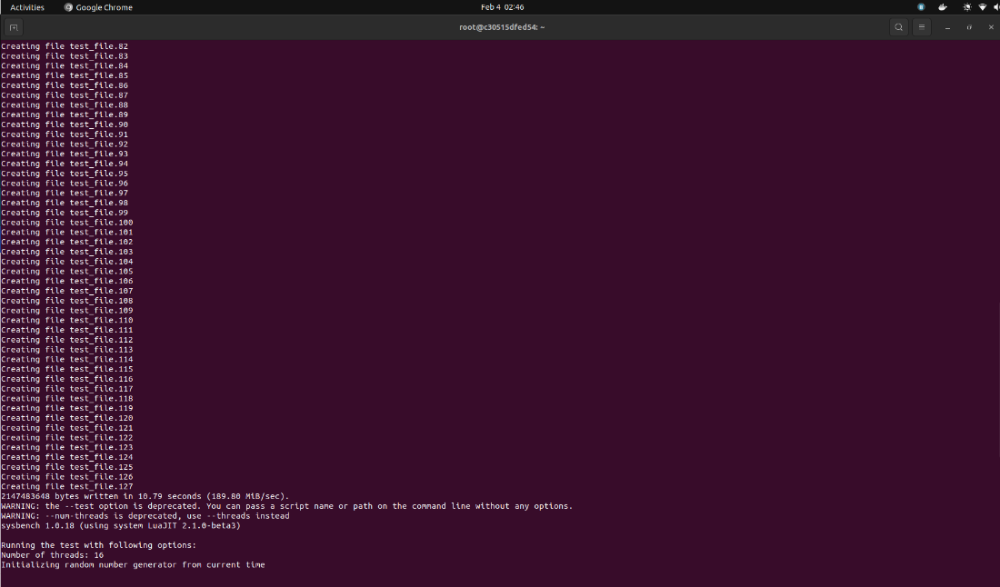 Activities Google Chrome Feb 4 02:46
root@c30515dfed54: ~
Creating file test_file.82
Creating file test_file.83
Creating file test_file.84
Creating file test_file.85
Creating file test_file.86
Creating file test_file.87
Creating file test_file.88
Creating file test_file.89
Creating file test_file.90
Creating file test_file.91
Creating file test_file.92
Creating file test_file.93
Creating file test_file.94
Creating file test_file.95
Creating file test_file.96
Creating file test_file.97
Creating file test_file.98
Creating file test_file.99
Creating file test_file.100
Creating file test_file.101
Creating file test_file.102
Creating file test_file.103
Creating file test_file.104
Creating file test_file.105
Creating file test_file.106
Creating file test_file.107
Creating file test_file.108
Creating file test_file.109
Creating file test_file.110
Creating file test_file.111
Creating file test_file.112
Creating file test_file.113
Creating file test_file.114
Creating file test_file.115
Creating file test_file.116
Creating file test_file.117
Creating file test_file.118
Creating file test_file.119
Creating file test_file.120
Creating file test_file.121
Creating file test_file.122
Creating file test_file.123
Creating file test_file.124
Creating file test_file.125
Creating file test_file.126
Creating file test_file.127
2147483648 bytes written in 10.79 seconds (189.80 MiB/sec).
WARNING: the --test option is deprecated. You can pass a script name or path on the command line without any options.
WARNING: --num-threads is deprecated, use --threads instead
sysbench 1.0.18 (using system LuaJIT 2.1.0-beta3)
Running the test with following options:
Number of threads: 16
Initializing random number generator from current time